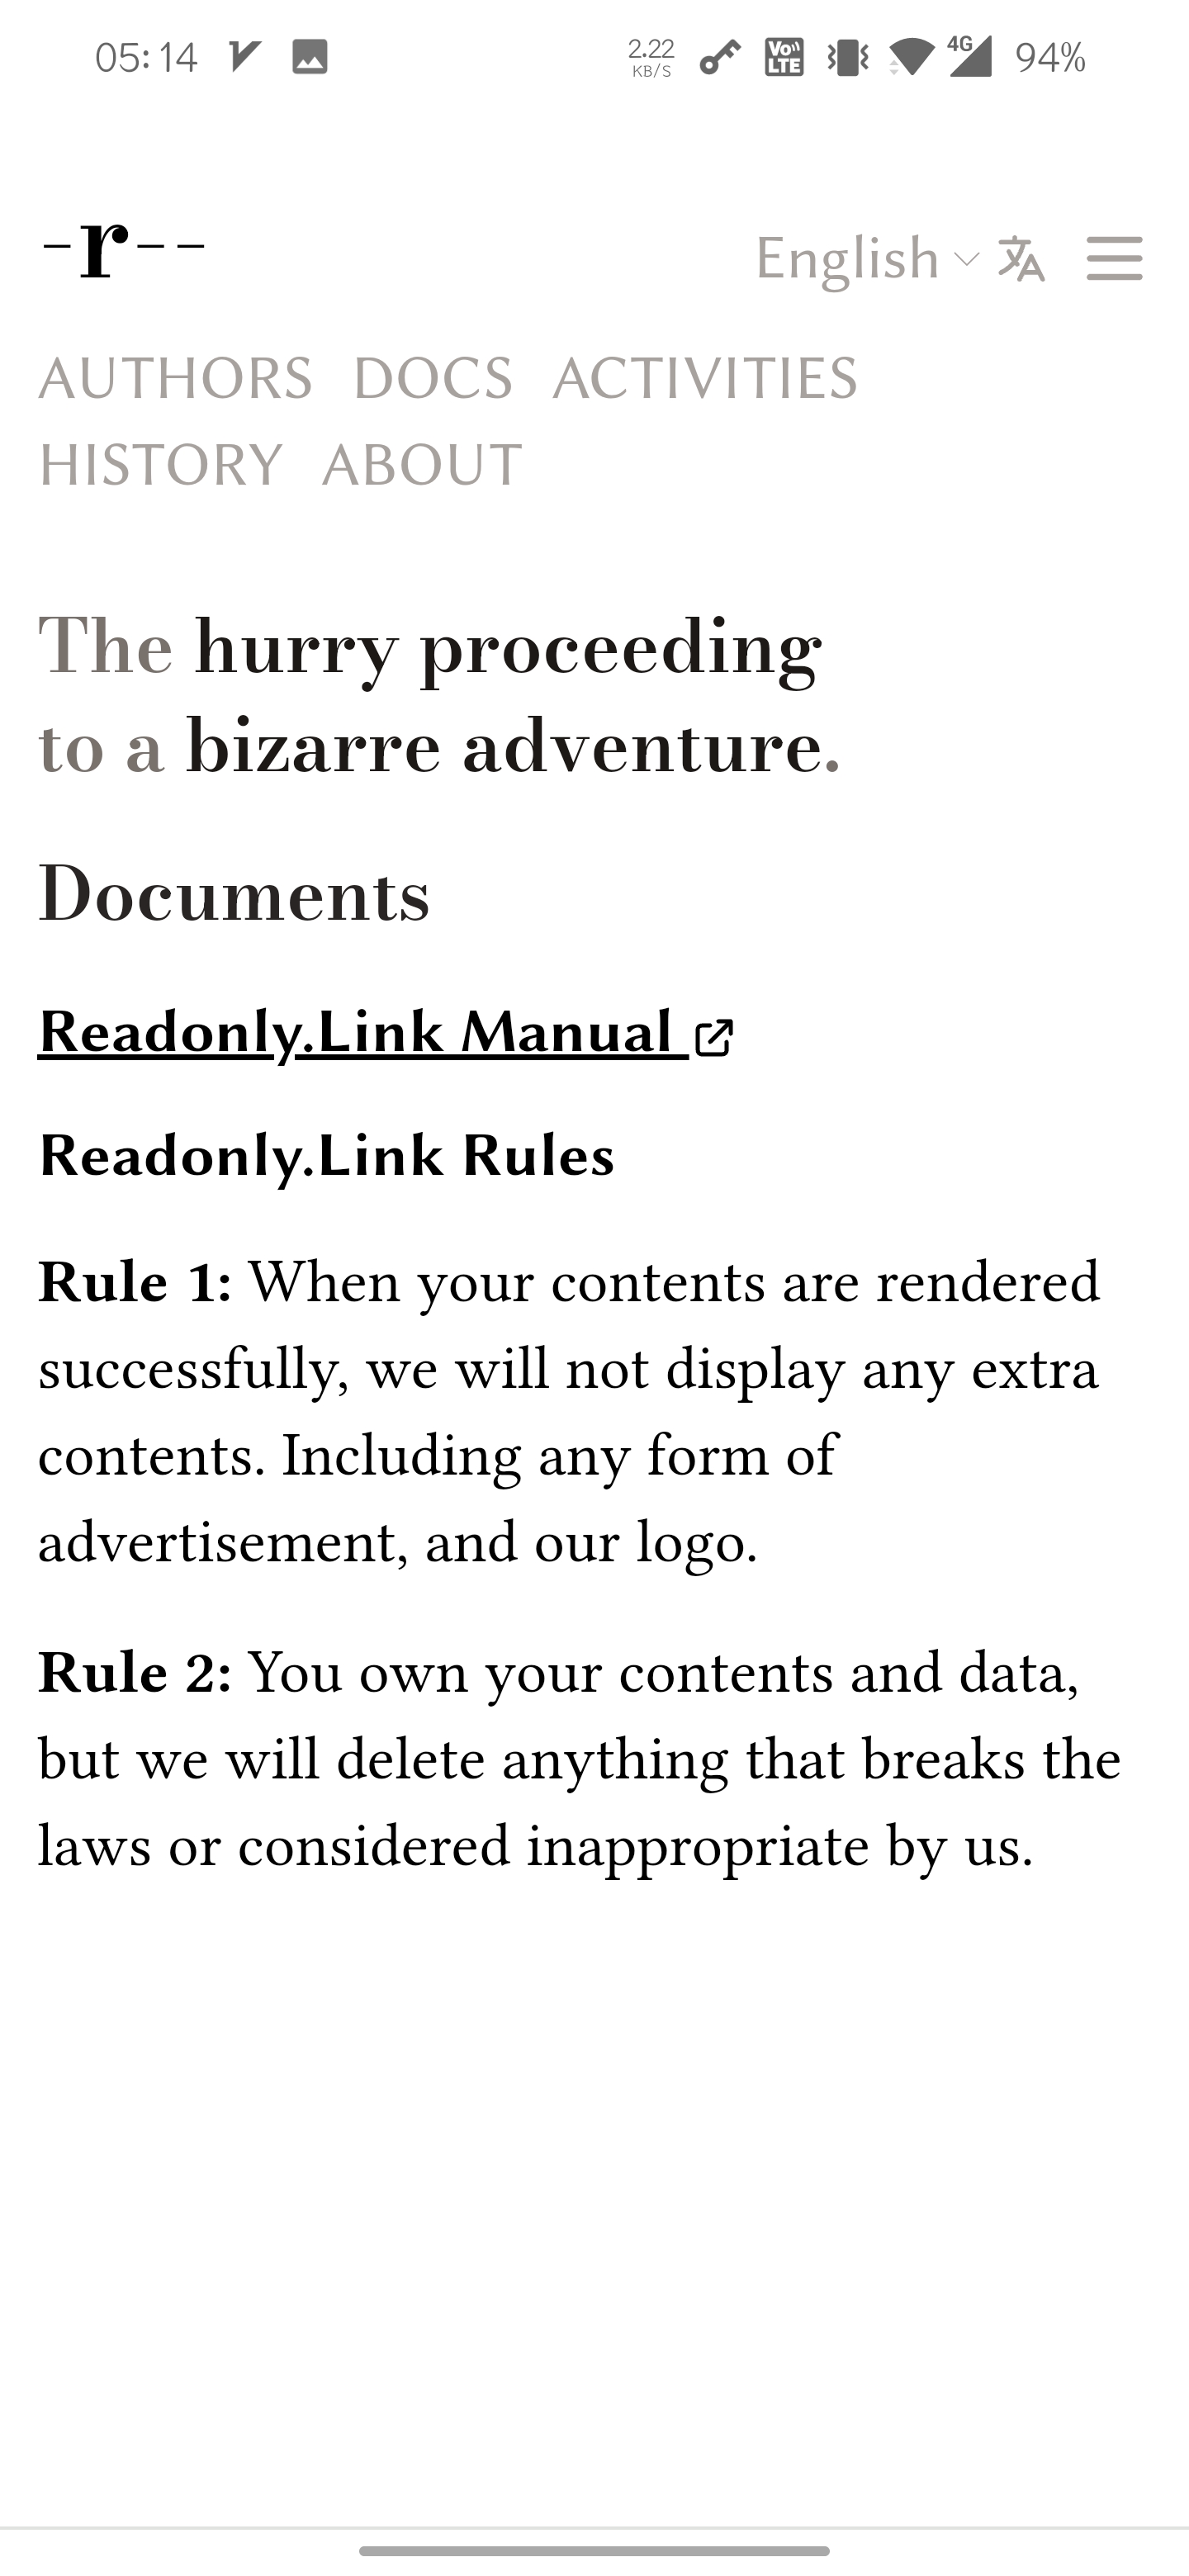 05:14
2.22
KB/S
Vo))
LTE
4G
94%
-r--
English
文A
AUTHORS DOCS ACTIVITIES
HISTORY ABOUT
The hurry proceeding
to a bizarre adventure.
Documents
Readonly.Link Manual
Readonly.Link Rules
Rule 1: When your contents are rendered
successfully, we will not display any extra
contents. Including any form of
advertisement, and our logo.
Rule 2: You own your contents and data,
but we will delete anything that breaks the
laws or considered inappropriate by us.